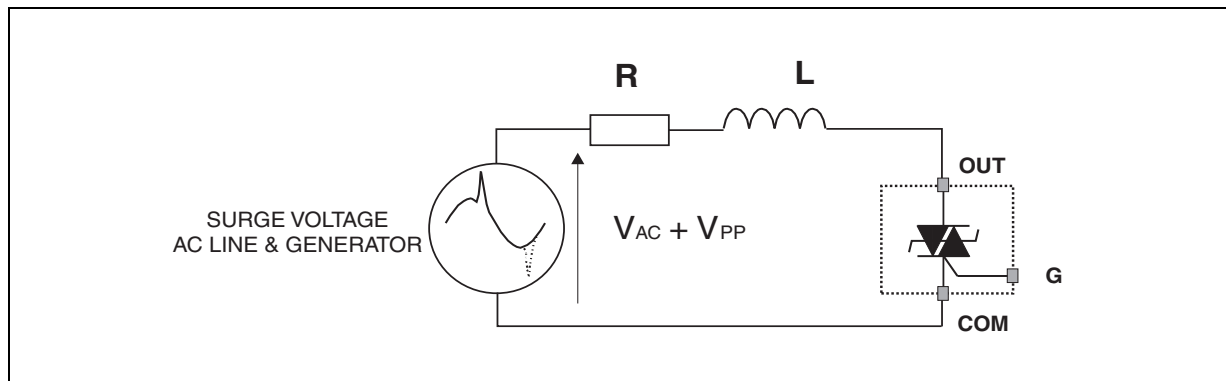 R
L
OUT
SURGE VOLTAGE
AC LINE & GENERATOR
VAC + VPP
G
COM